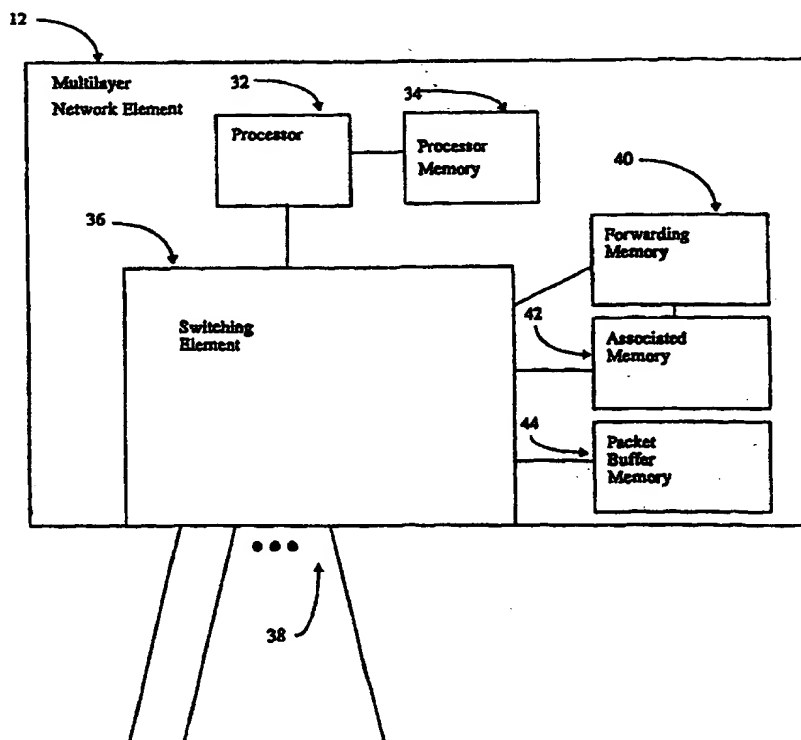 12
Multilayer
Network Element
32
Processor
34
Processor
Memory
36
Switching
Element
40
Forwarding
Memory
42
Associated
Memory
44
Packet
Buffer
Memory
38